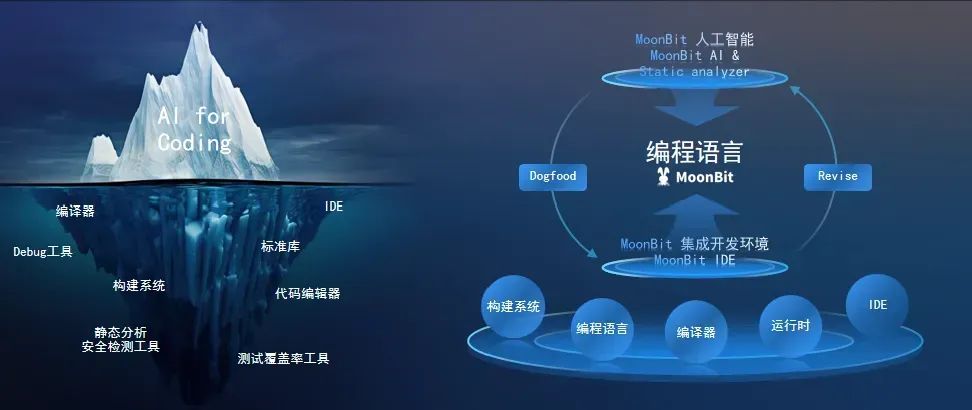 AI for
Coding
编译器
IDE
Debug工具
标准库
构建系统
代码编辑器
静态分析
安全检测工具
测试覆盖率工具
MoonBit 人工智能
MoonBit AI &
Static analyzer
编程语言
MoonBit
Dogfood
Revise
MoonBit 集成开发环境
MoonBit IDE
构建系统
编程语言
编译器
运行时
IDE